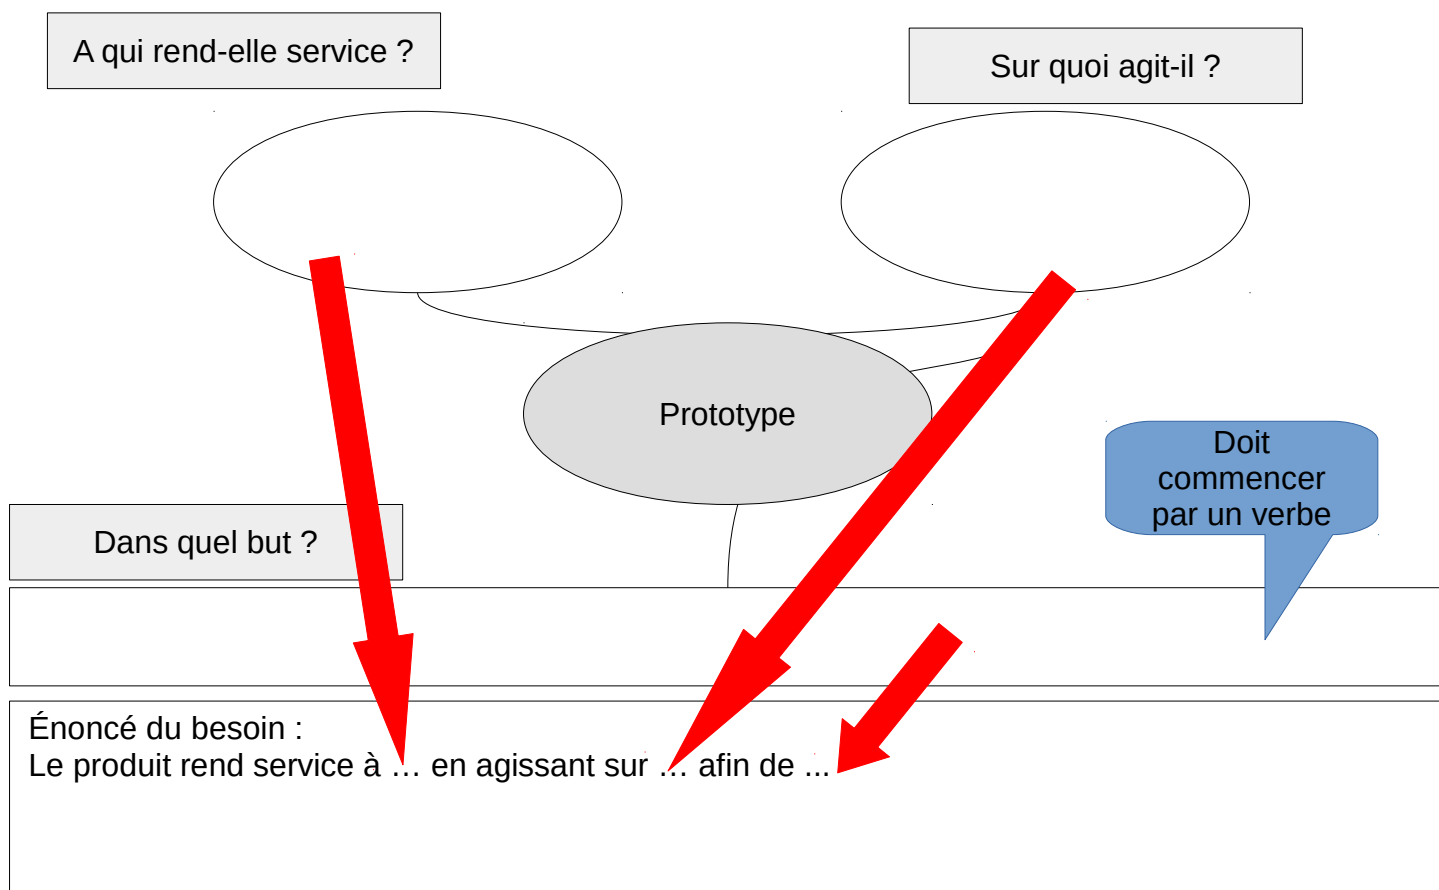 A qui rend-elle service ?
Sur quoi agit-il ?
Prototype
Doit
commencer
par un verbe
Dans quel but ?
Énoncé du besoin :
Le produit rend service à … en agissant sur … afin de ...